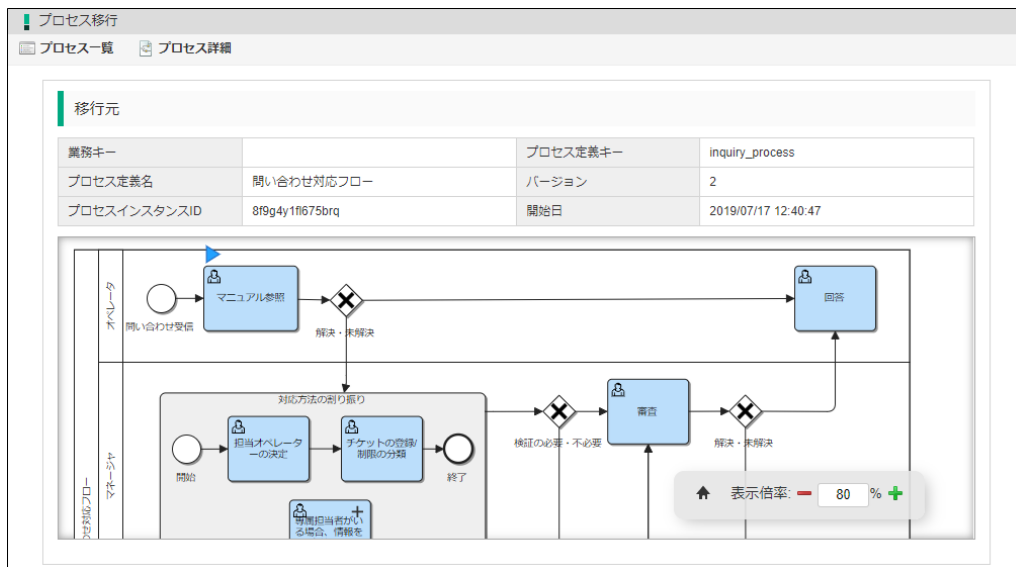 プロセス移行
プロセス一覧 プロセス詳細
移行元
業務キー プロセス定義キー inquiry_process
プロセス定義名 問い合わせ対応フロー バージョン 2
プロセスインスタンスID 8f9g4y1fl675brq 開始日 2019/07/17 12:40:47
オペレータ
問い合わせ受信
マニュアル参照
解決・未解決
回答
わせ対応フロー
マネージャ
対応方法の割り振り
開始
担当オペレータ
ーの決定
チケットの登録/
制限の分類
終了
専属担当者がい
る場合、情報を
検証の必要・不必要
審査
解決・未解決
表示倍率: 80 %